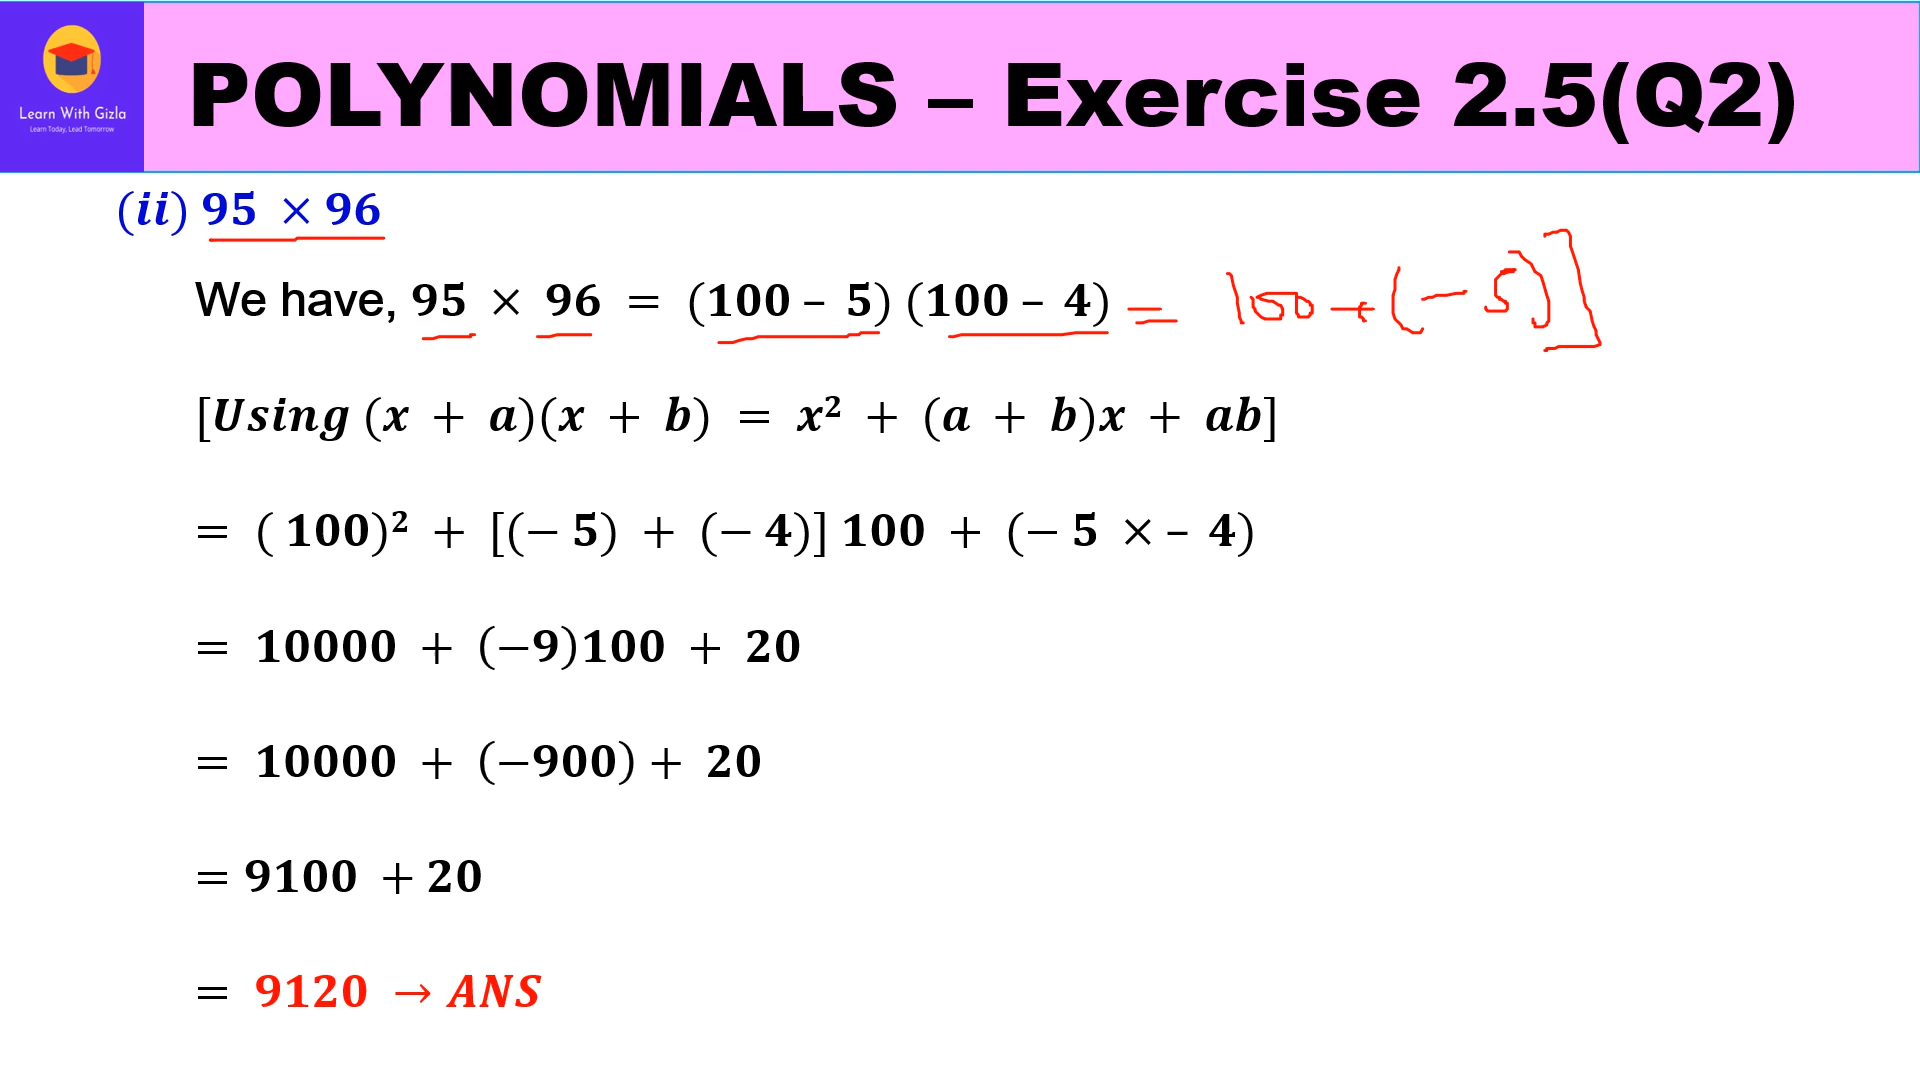 Learn With Gizla
Learn Today, Lead Tomorrow
POLYNOMIALS – Exercise 2.5(Q2)
(ii) 95 × 96
We have, 95 × 96 = (100 – 5) (100 – 4) = 100 + (- 5)]
[Using (x + a)(x + b) = x² + (a + b)x + ab]
= ( 100)² + [(− 5) + (− 4)] 100 + (− 5 × – 4)
= 10000 + (−9)100 + 20
= 10000 + (−900) + 20
= 9100 + 20
= 9120 → ANS